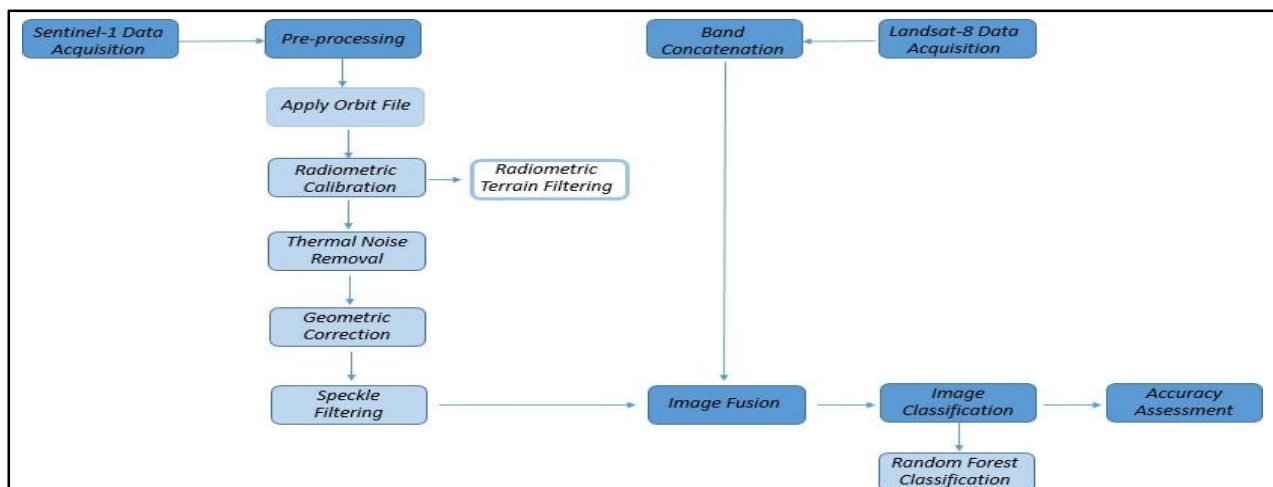 Sentinel-1 Data
Acquisition
Pre-processing
Band
Concatenation
Landsat-8 Data
Acquisition
Apply Orbit File
Radiometric
Calibration
Radiometric
Terrain Filtering
Thermal Noise
Removal
Geometric
Correction
Speckle
Filtering
Image Fusion
Image
Classification
Accuracy
Assessment
Random Forest
Classification